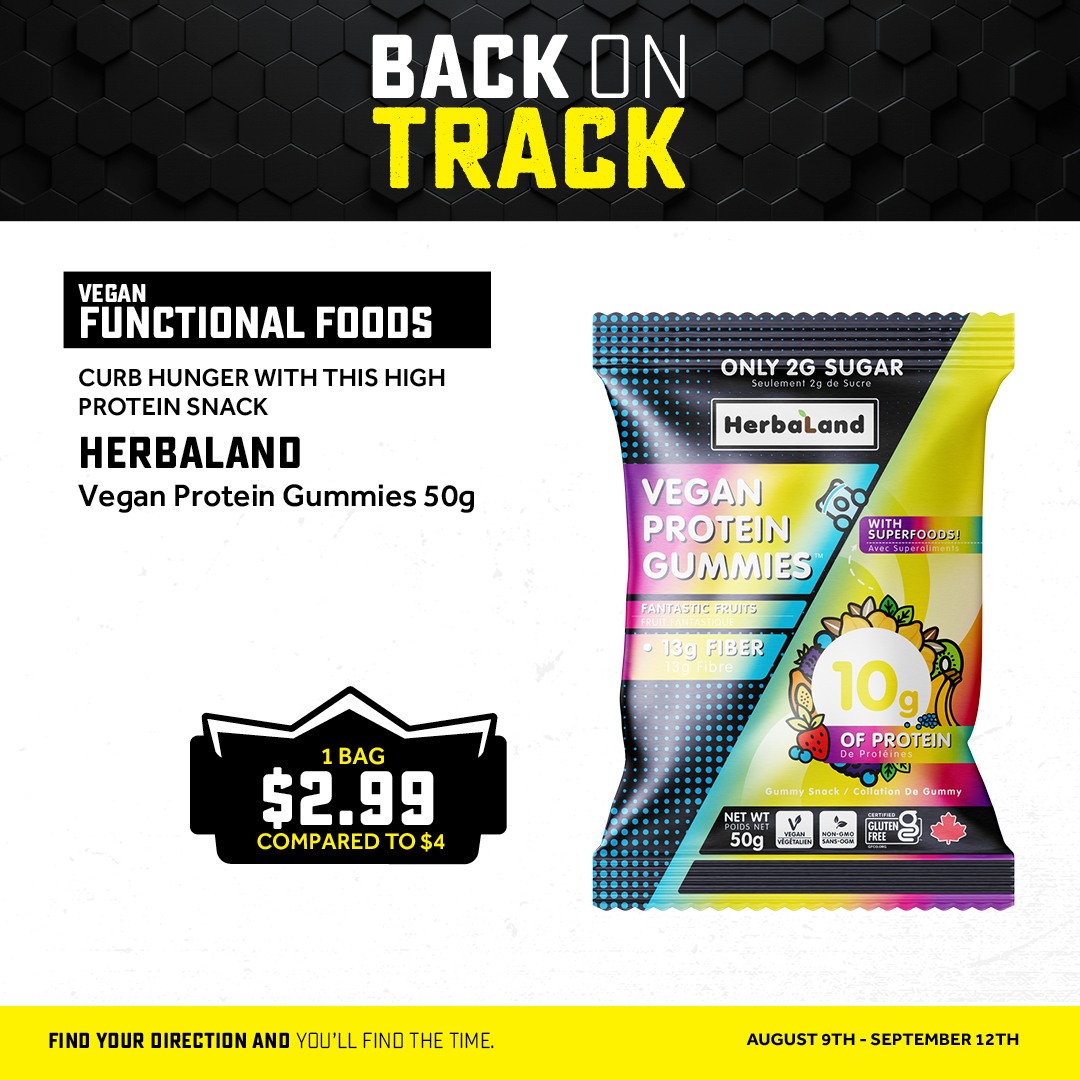 BACK ON
TRACK
VEGAN
FUNCTIONAL FOODS
CURB HUNGER WITH THIS HIGH
PROTEIN SNACK
HERBALAND
Vegan Protein Gummies 50g
1 BAG
$2.99
COMPARED TO $4
ONLY 2G SUGAR
Seulement 2g de Sucre
HerbaLand
VEGAN
PROTEIN
GUMMIES™
WITH
SUPERFOODS!
Avec Superaliments
FANTASTIC FRUITS
FRUIT FANTASTIQUE
• 13g FIBER
13g Fibre
10g
OF PROTEIN
De Protéines
Gummy Snack / Collation De Gummy
NET WT
POIDS NET
50g
VEGAN
VÉGÉTALIEN
NON-GMO
SANS-OGM
CERTIFIED
GLUTEN
FREE
GFCO.ORG
FIND YOUR DIRECTION AND YOU'LL FIND THE TIME.
AUGUST 9TH - SEPTEMBER 12TH